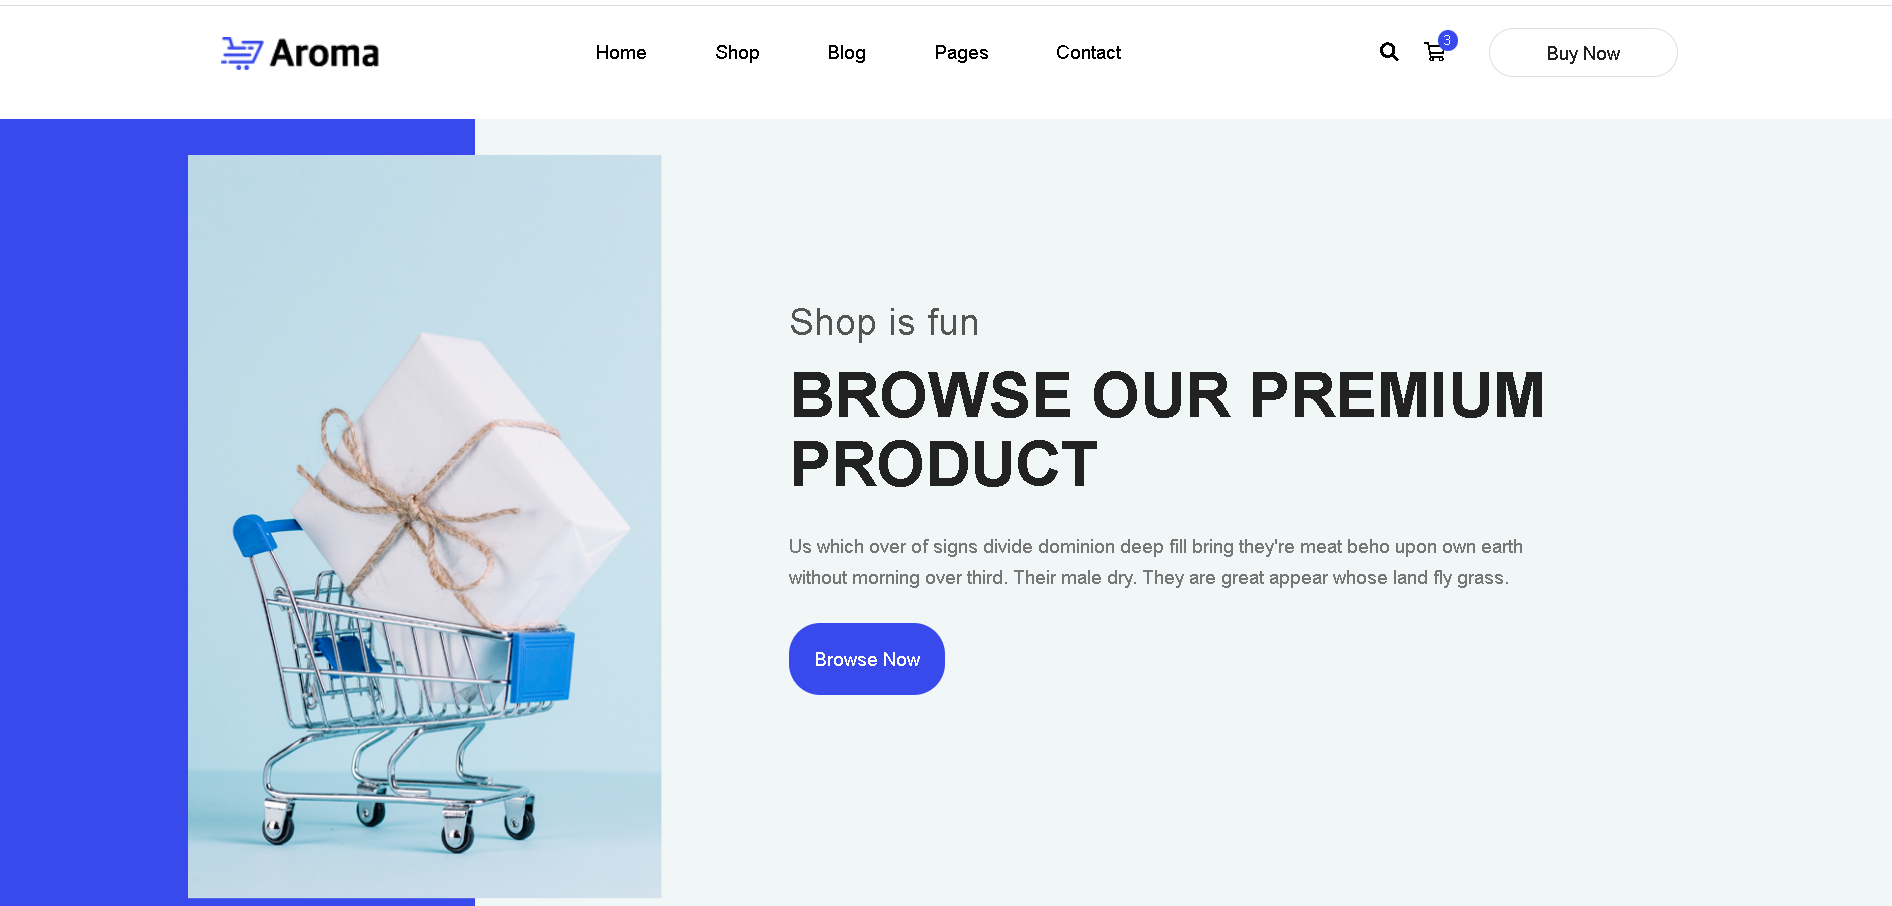 Aroma
Home Shop Blog Pages Contact
3
Buy Now
Shop is fun
BROWSE OUR PREMIUM
PRODUCT
Us which over of signs divide dominion deep fill bring they're meat beho upon own earth
without morning over third. Their male dry. They are great appear whose land fly grass.
Browse Now